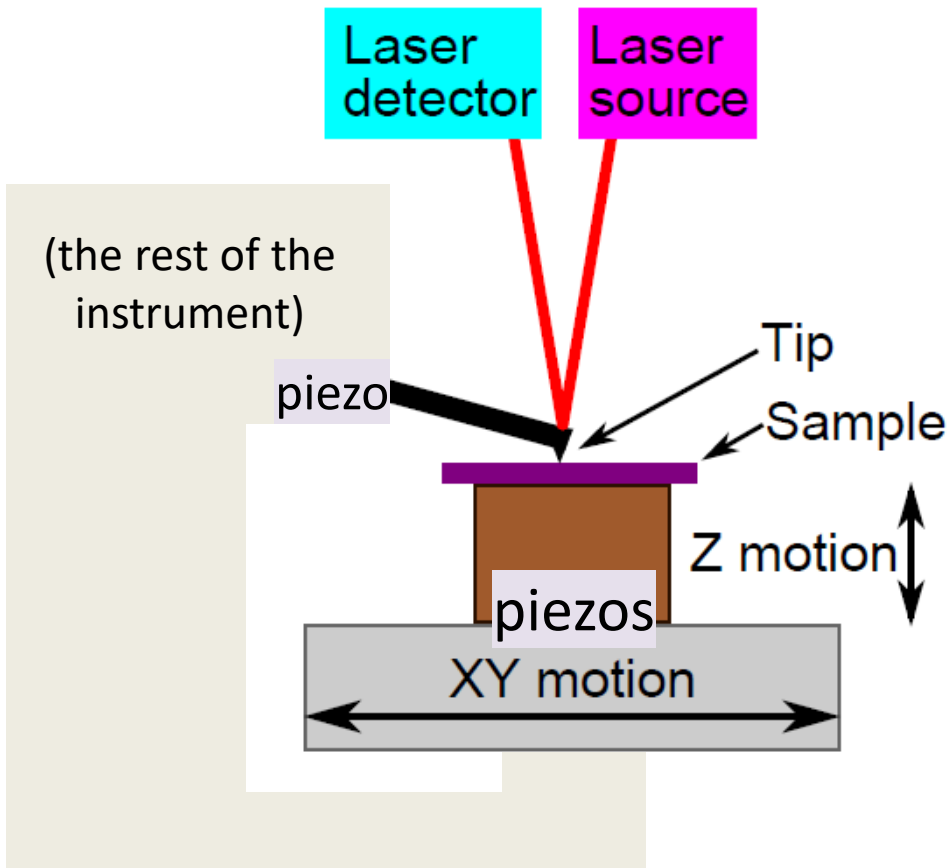 Laser
detector
Laser
source
(the rest of the
instrument)
piezo
Tip
Sample
Z motion
piezos
XY motion